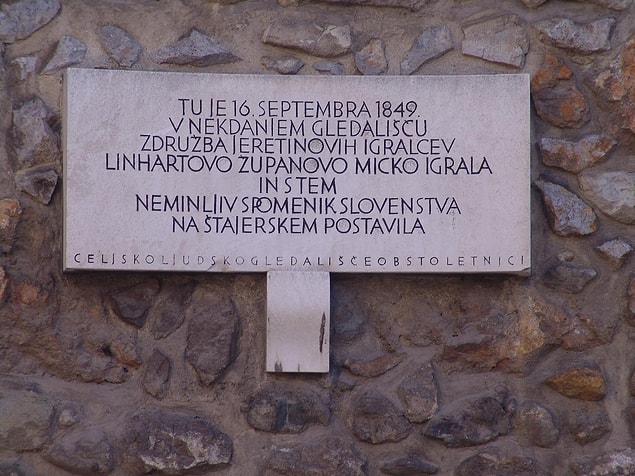 TU JE 16. SEPTEMBRA 1849.
V NEKDANJEM GLEDALIŠČU
ZDRUŽBA JERETINOVIH IGRALCEV
LINHARTOVO ŽUPANOVO MICKO IGRALA
IN S TEM
NEMINLJIV SPOMENIK SLOVENSTVA
NA ŠTAJERSKEM POSTAVILA
CELJSKO LJUDSKO GLEDALIŠČE OB STOLETNICI